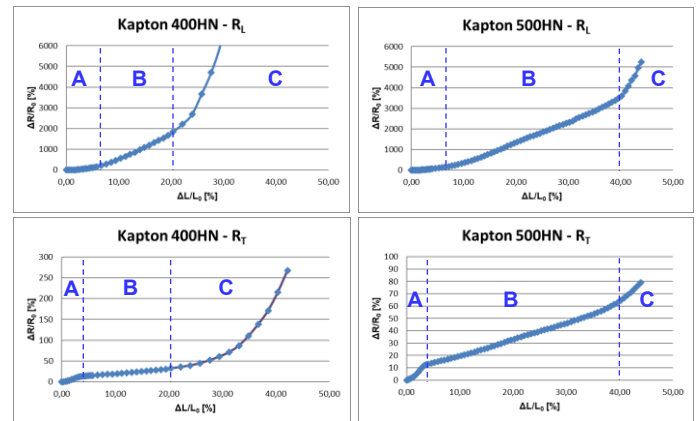 Kapton 400HN - R_L
ΔR/R₀ [%]
6000
5000
4000
3000
2000
1000
0
A B C
0,00 10,00 20,00 30,00 40,00 50,00
ΔL/L₀ [%]
Kapton 500HN - R_L
ΔR/R₀ [%]
6000
5000
4000
3000
2000
1000
0
A B C
0,00 10,00 20,00 30,00 40,00 50,00
ΔL/L₀ [%]
Kapton 400HN - R_T
ΔR/R₀ [%]
300
250
200
150
100
50
0
A B C
0,00 10,00 20,00 30,00 40,00 50,00
ΔL/L₀ [%]
Kapton 500HN - R_T
ΔR/R₀ [%]
100
90
80
70
60
50
40
30
20
10
0
A B C
0,00 10,00 20,00 30,00 40,00 50,00
ΔL/L₀ [%]